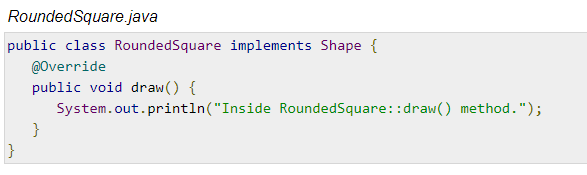 RoundedSquare.java
public class RoundedSquare implements Shape {
   @Override
   public void draw() {
      System.out.println("Inside RoundedSquare::draw() method.");
   }
}